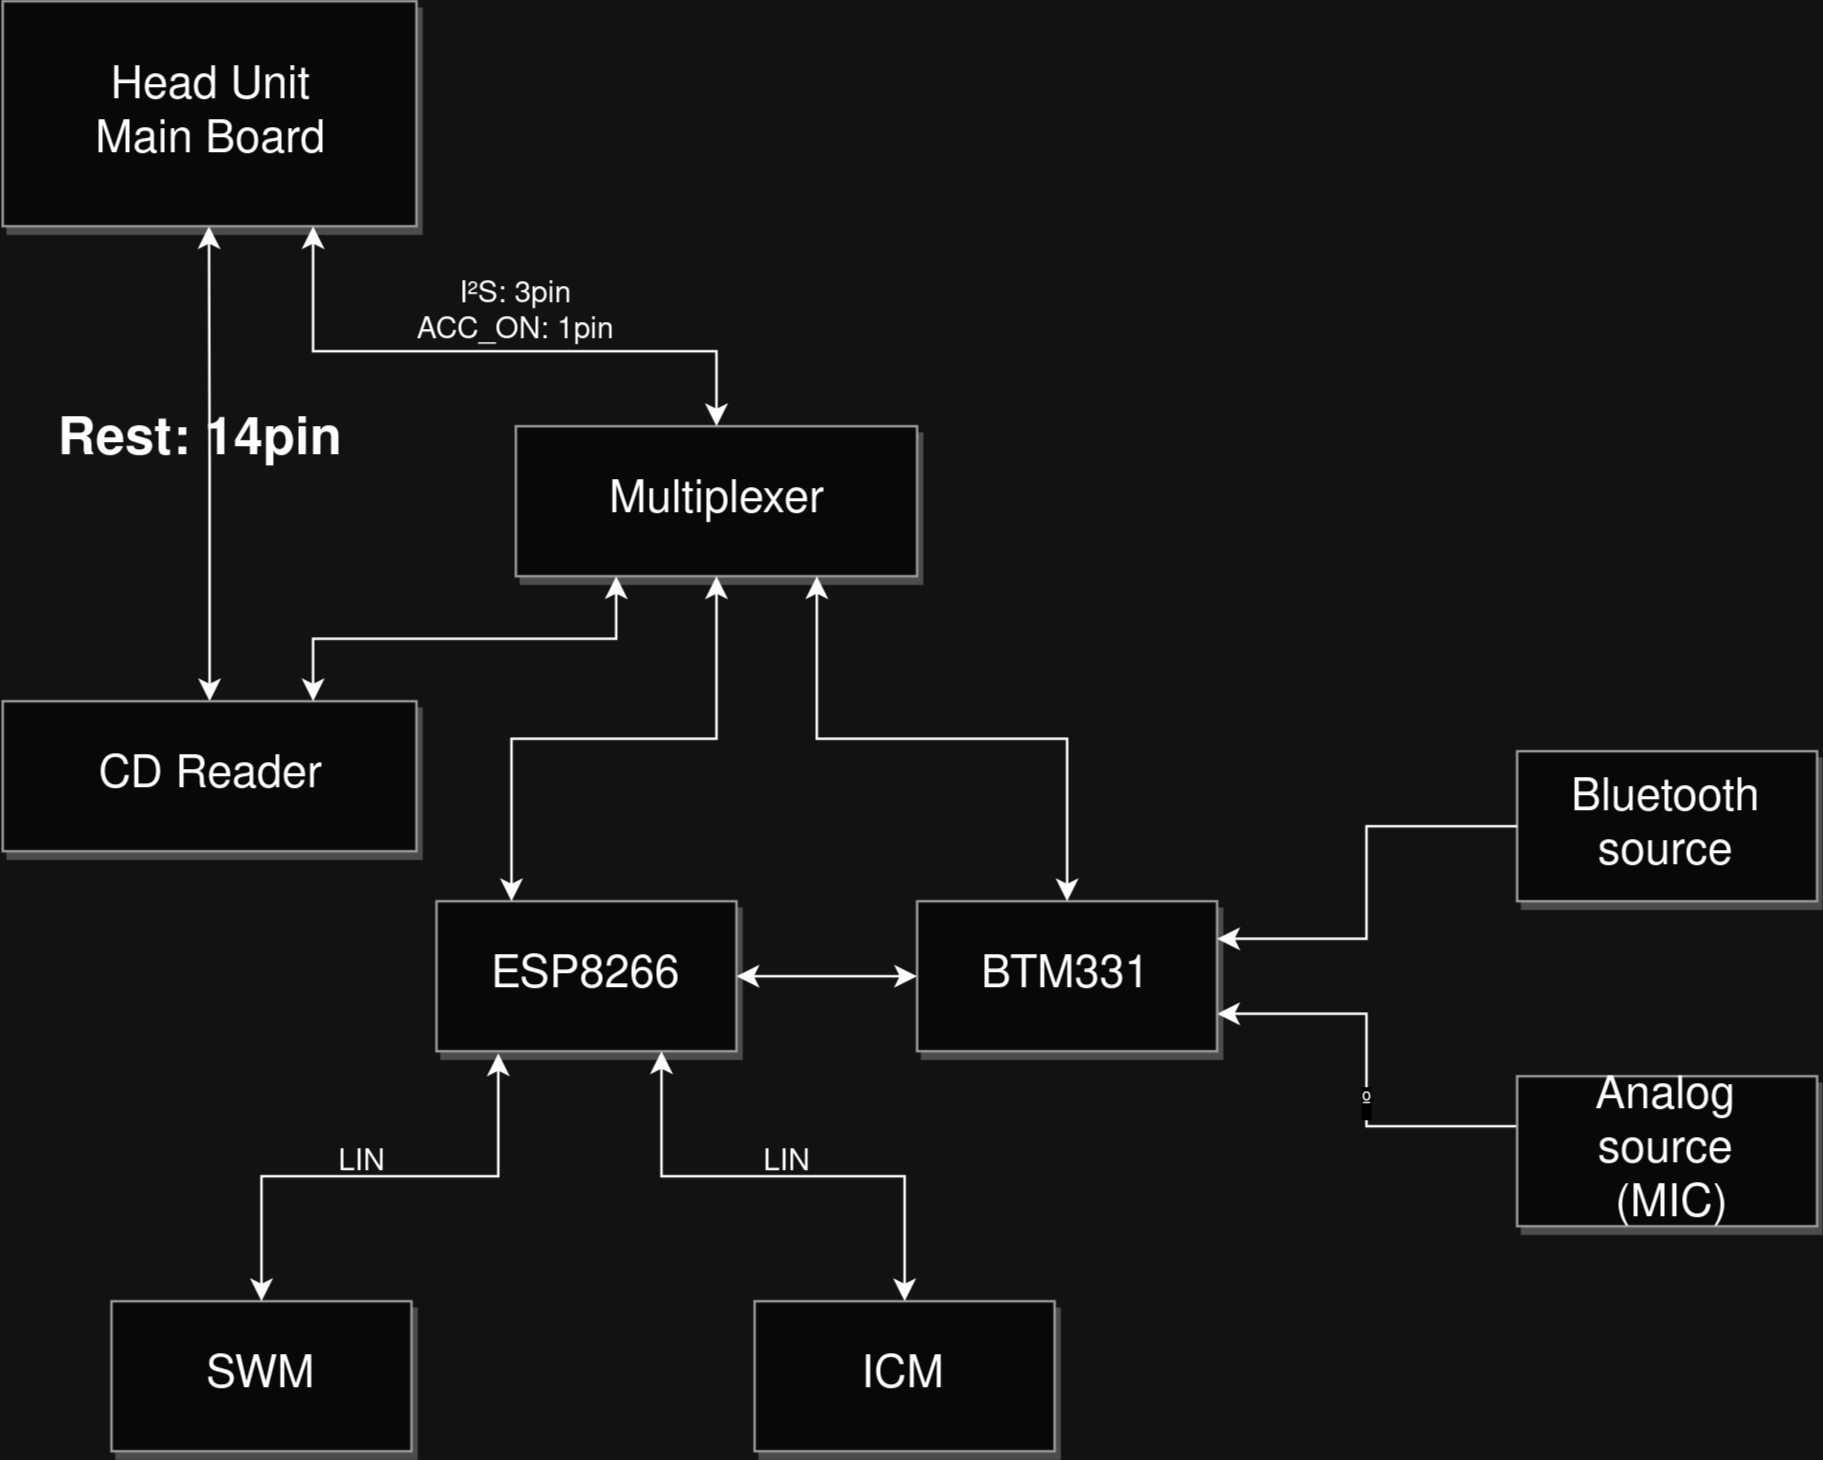 Head Unit
Main Board
I²S: 3pin
ACC_ON: 1pin
Rest: 14pin
Multiplexer
CD Reader
Bluetooth
source
ESP8266
BTM331
º
Analog
source
(MIC)
LIN
LIN
SWM
ICM